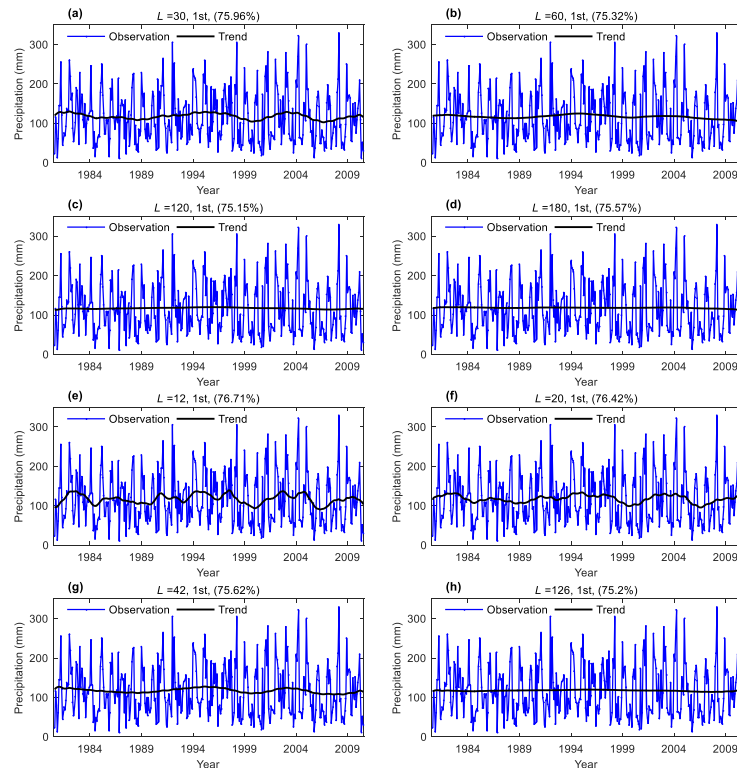 (a)
L =30, 1st, (75.96%)
Observation Trend
Precipitation (mm)
300
200
100
0
1984 1989 1994 1999 2004 2009
Year
(b)
L =60, 1st, (75.32%)
Observation Trend
Precipitation (mm)
300
200
100
0
1984 1989 1994 1999 2004 2009
Year
(c)
L =120, 1st, (75.15%)
Observation Trend
Precipitation (mm)
300
200
100
0
1984 1989 1994 1999 2004 2009
Year
(d)
L =180, 1st, (75.57%)
Observation Trend
Precipitation (mm)
300
200
100
0
1984 1989 1994 1999 2004 2009
Year
(e)
L =12, 1st, (76.71%)
Observation Trend
Precipitation (mm)
300
200
100
0
1984 1989 1994 1999 2004 2009
Year
(f)
L =20, 1st, (76.42%)
Observation Trend
Precipitation (mm)
300
200
100
0
1984 1989 1994 1999 2004 2009
Year
(g)
L =42, 1st, (75.62%)
Observation Trend
Precipitation (mm)
300
200
100
0
1984 1989 1994 1999 2004 2009
Year
(h)
L =126, 1st, (75.2%)
Observation Trend
Precipitation (mm)
300
200
100
0
1984 1989 1994 1999 2004 2009
Year